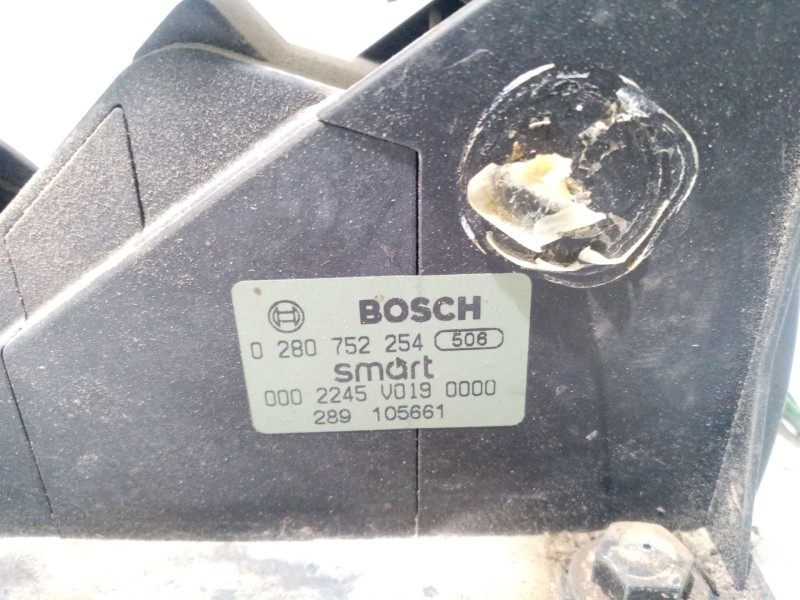 BOSCH
0 280 752 254 506
smart
000 2245 V019 0000
289 105661